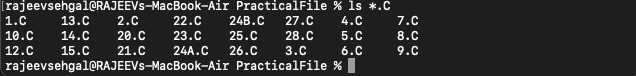 [rajeevsehgal@RAJEEVs-MacBook-Air PracticalFile % ls *.C
1.C 13.C 2.C 22.C 24B.C 27.C 4.C 7.C
10.C 14.C 20.C 23.C 25.C 28.C 5.C 8.C
12.C 15.C 21.C 24A.C 26.C 3.C 6.C 9.C
rajeevsehgal@RAJEEVs-MacBook-Air PracticalFile %